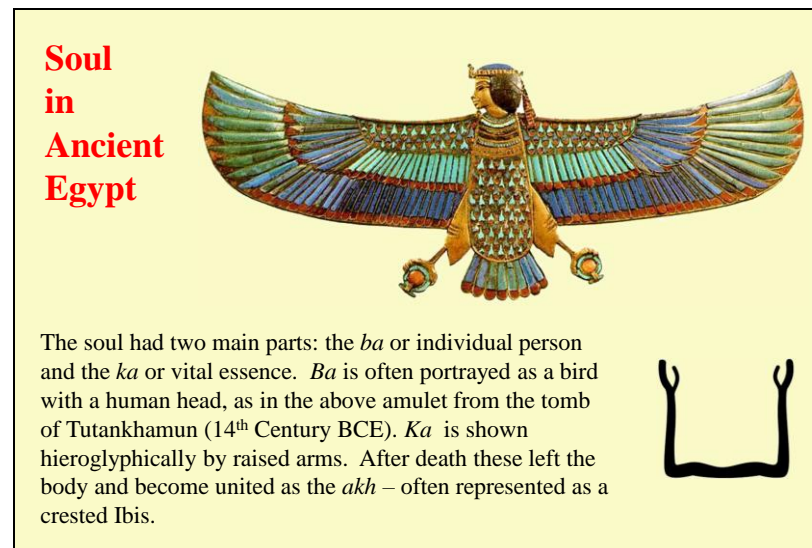 Soul
in
Ancient
Egypt
The soul had two main parts: the ba or individual person
and the ka or vital essence.  Ba is often portrayed as a bird
with a human head, as in the above amulet from the tomb
of Tutankhamun (14th Century BCE). Ka  is shown
hieroglyphically by raised arms.  After death these left the
body and become united as the akh – often represented as a
crested Ibis.